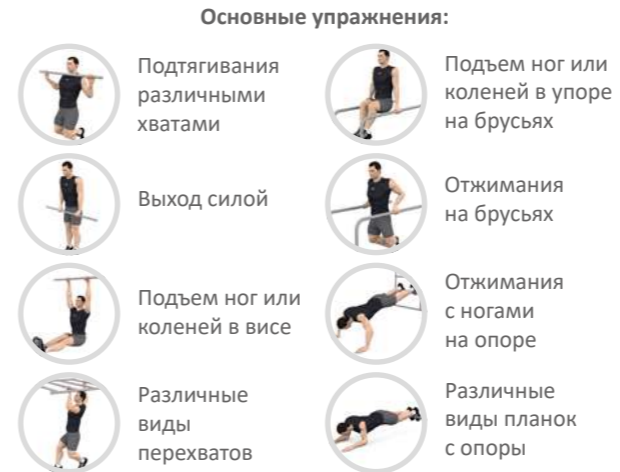 Основные упражнения:
Подтягивания
различными
хватами
Подъем ног или
коленей в упоре
на брусьях
Выход силой
Отжимания
на брусьях
Подъем ног или
коленей в висе
Отжимания
с ногами
на опоре
Различные
виды
перехватов
Различные
виды планок
с опоры